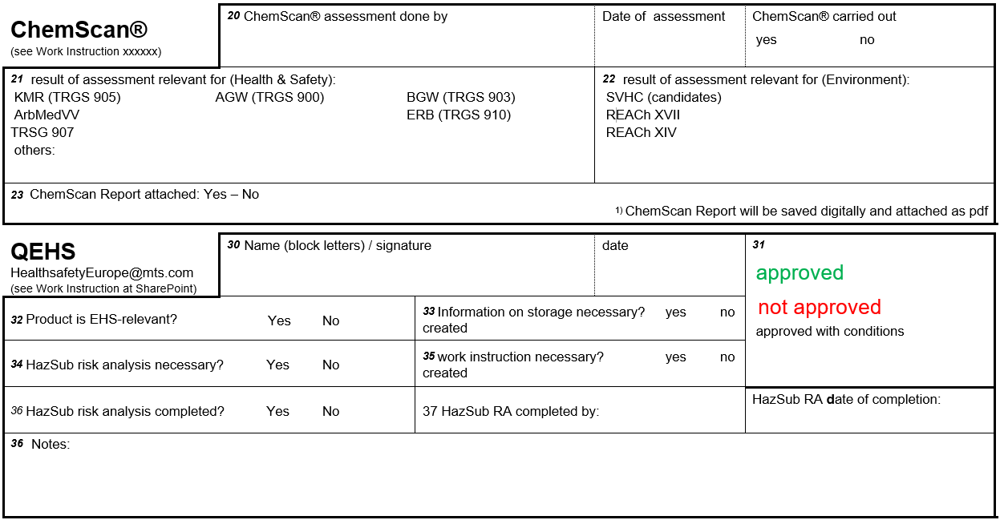 ChemScan®
(see Work Instruction xxxxxx)
20 ChemScan® assessment done by
Date of assessment
ChemScan® carried out
yes no
21 result of assessment relevant for (Health & Safety):
KMR (TRGS 905) AGW (TRGS 900) BGW (TRGS 903)
ArbMedVV ERB (TRGS 910)
TRSG 907
others:
22 result of assessment relevant for (Environment):
SVHC (candidates)
REACh XVII
REACh XIV
23 ChemScan Report attached: Yes – No
1) ChemScan Report will be saved digitally and attached as pdf
QEHS
HealthsafetyEurope@mts.com
(see Work Instruction at SharePoint)
30 Name (block letters) / signature
date
31
approved
not approved
approved with conditions
32 Product is EHS-relevant? Yes No
33 Information on storage necessary? yes no
created
34 HazSub risk analysis necessary? Yes No
35 work instruction necessary? yes no
created
36 HazSub risk analysis completed? Yes No
37 HazSub RA completed by:
HazSub RA date of completion:
36 Notes: